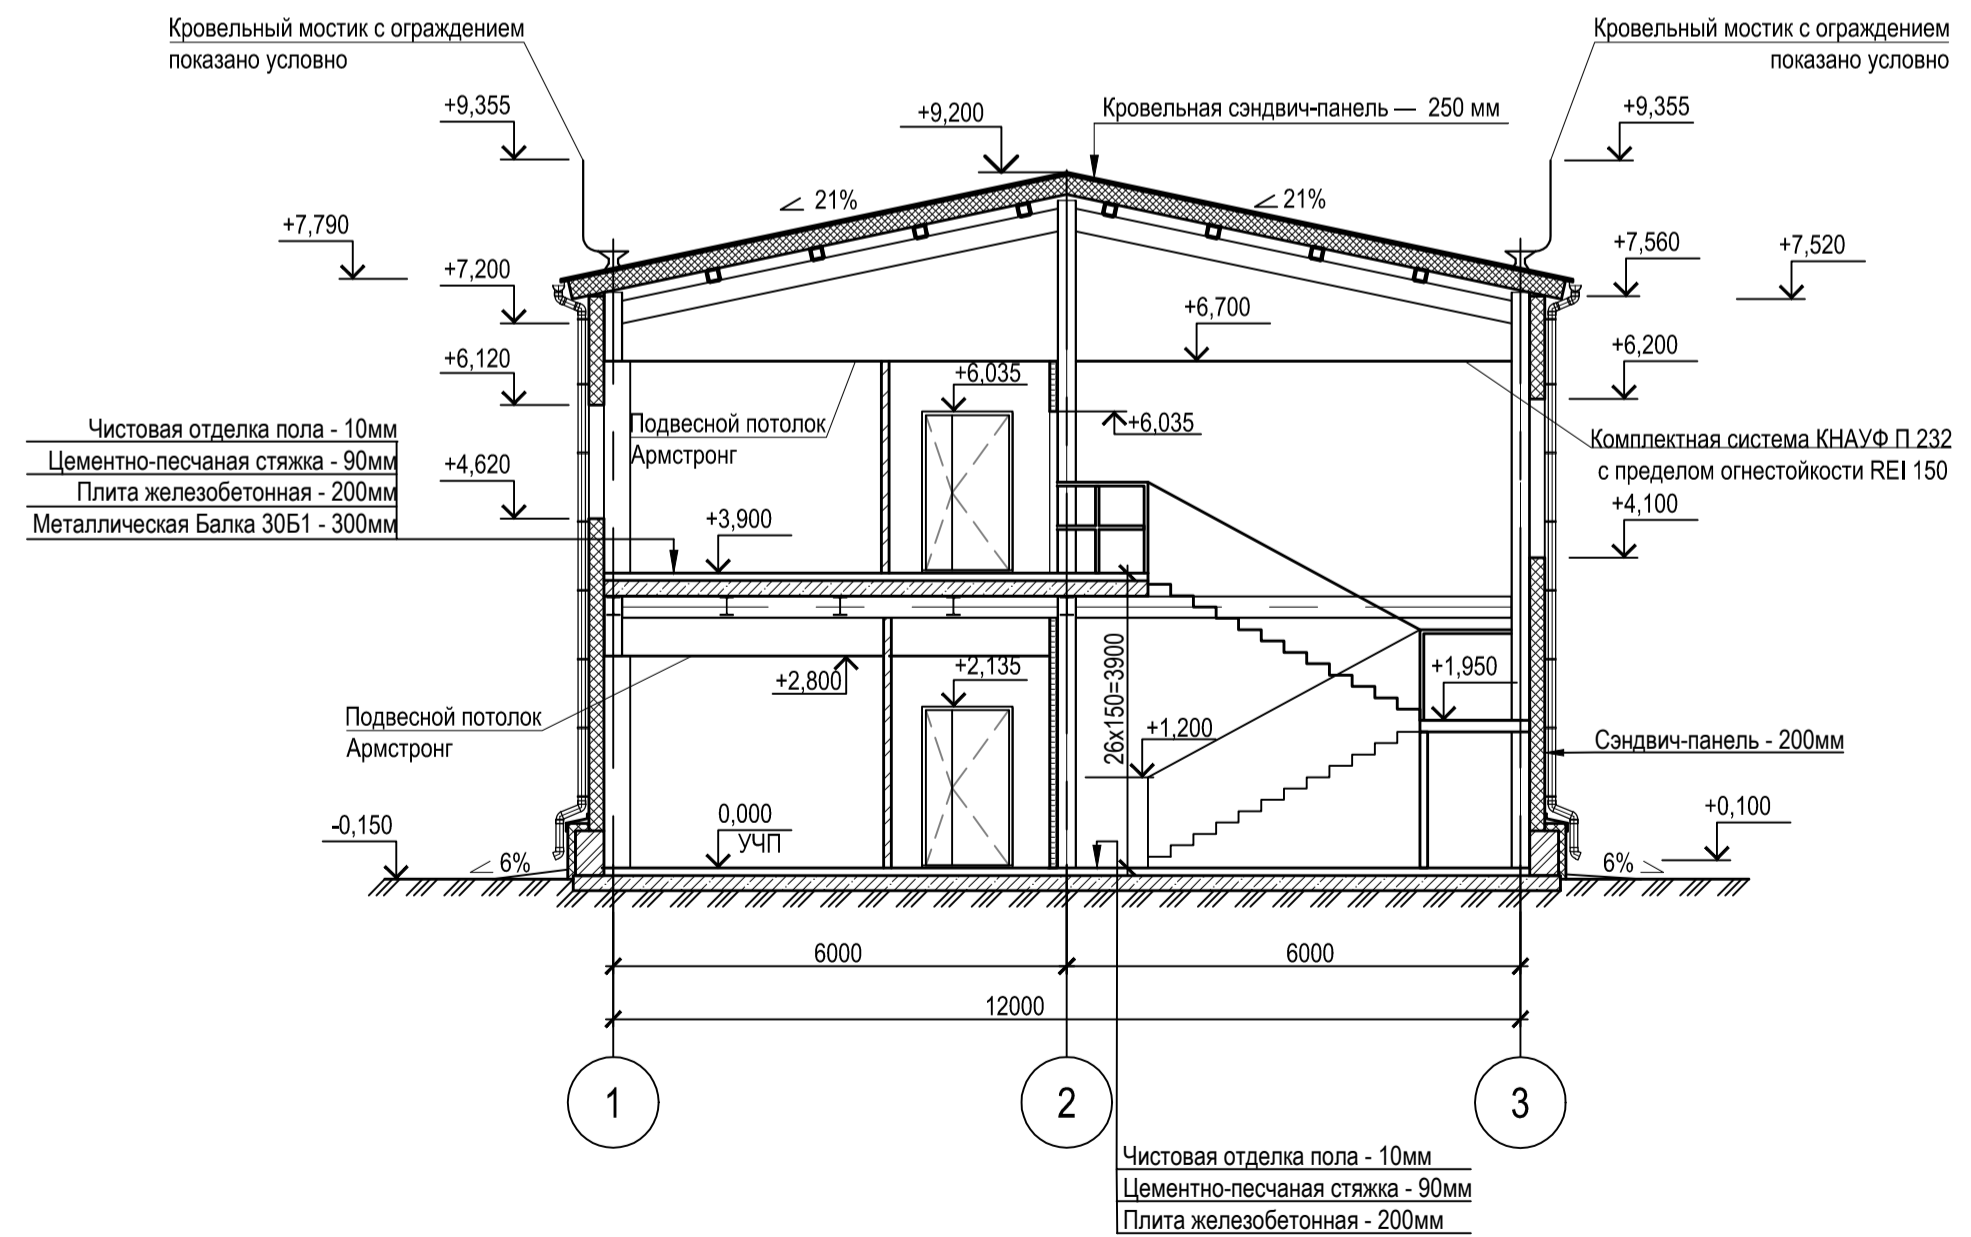 Кровельный мостик с ограждением
показано условно
Кровельный мостик с ограждением
показано условно
+9,355
+9,200
Кровельная сэндвич-панель — 250 мм
+9,355
21%
21%
+7,790
+7,200
+7,560
+7,520
+6,700
+6,120
+6,035
+6,200
Подвесной потолок
Армстронг
+6,035
Чистовая отделка пола - 10мм
Цементно-песчаная стяжка - 90мм
Плита железобетонная - 200мм
Металлическая Балка 30Б1 - 300мм
+4,620
Комплектная система КНАУФ П 232
с пределом огнестойкости REI 150
+4,100
+3,900
26х150=3900
+2,800
+2,135
+1,950
Подвесной потолок
Армстронг
+1,200
Сэндвич-панель - 200мм
-0,150
0,000
УЧП
+0,100
6%
6%
6000
6000
12000
1
2
3
Чистовая отделка пола - 10мм
Цементно-песчаная стяжка - 90мм
Плита железобетонная - 200мм